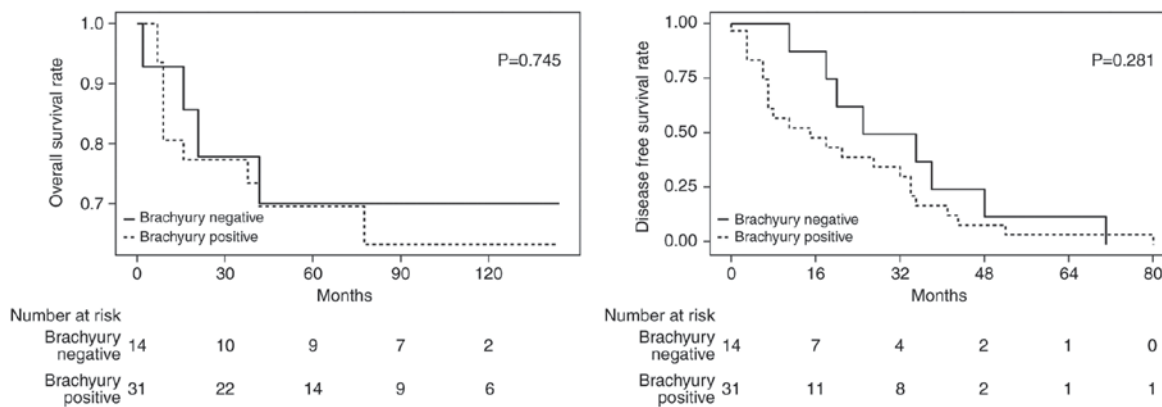 1.0
0.9
0.8
0.7
Overall survival rate
P=0.745
Brachyury negative
Brachyury positive
0 30 60 90 120
Months
Number at risk
Brachyury negative 14 10 9 7 2
Brachyury positive 31 22 14 9 6
1.00
0.75
0.50
0.25
0.00
Disease free survival rate
P=0.281
Brachyury negative
Brachyury positive
0 16 32 48 64 80
Months
Number at risk
Brachyury negative 14 7 4 2 1 0
Brachyury positive 31 11 8 2 1 1